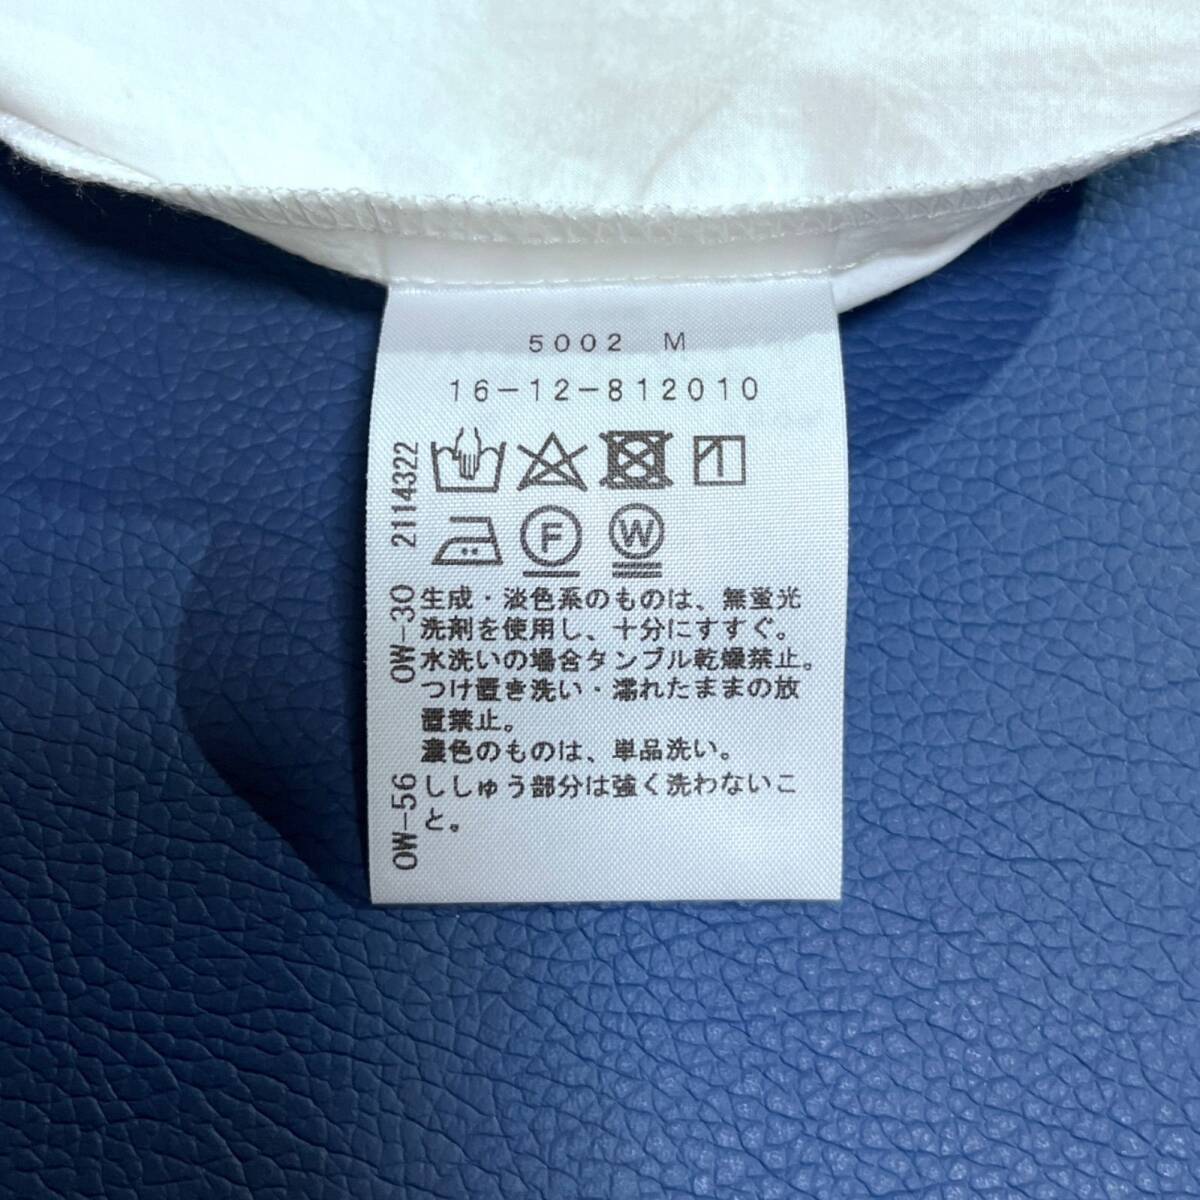 5002 M
16-12-812010
2114322
F
W
OW-30
生成・淡色系のものは、無蛍光
洗剤を使用し、十分にすすぐ。
水洗いの場合タンブル乾燥禁止。
つけ置き洗い・濡れたままの放
置禁止。
濃色のものは、単品洗い。
OW-56
ししゅう部分は強く洗わないこ
と。